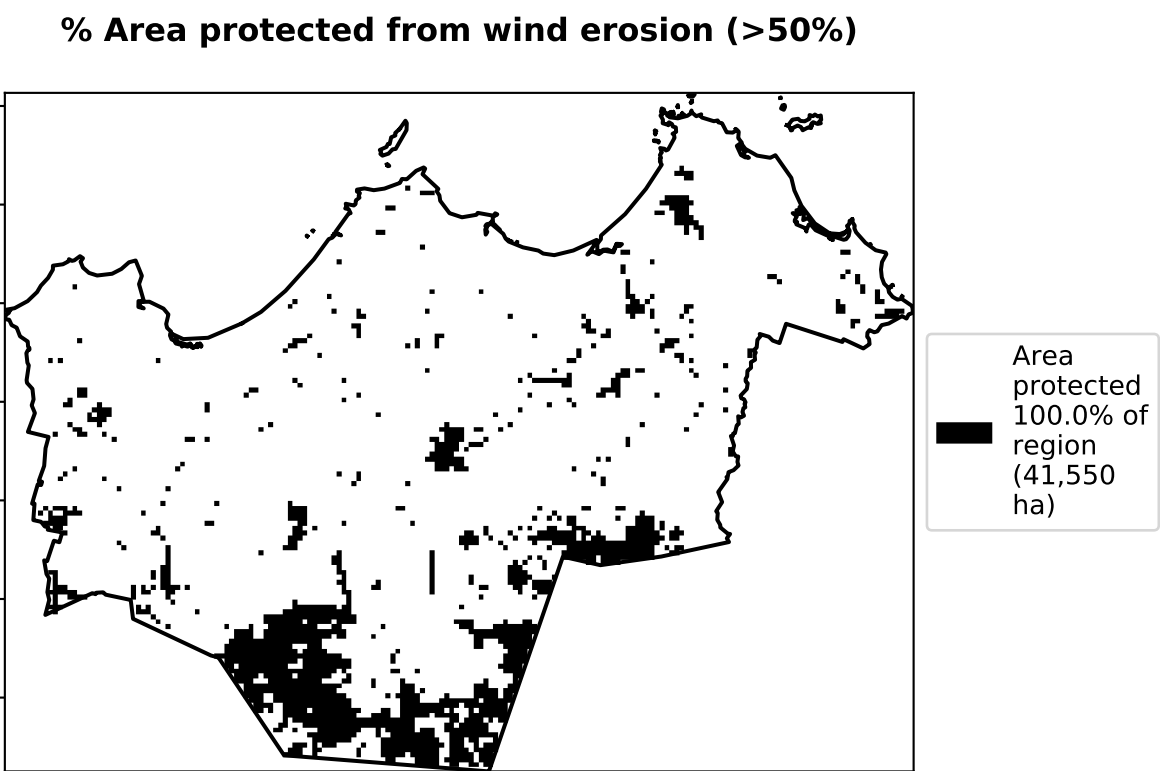 % Area protected from wind erosion (>50%)
Area
protected
100.0% of
region
(41,550
ha)